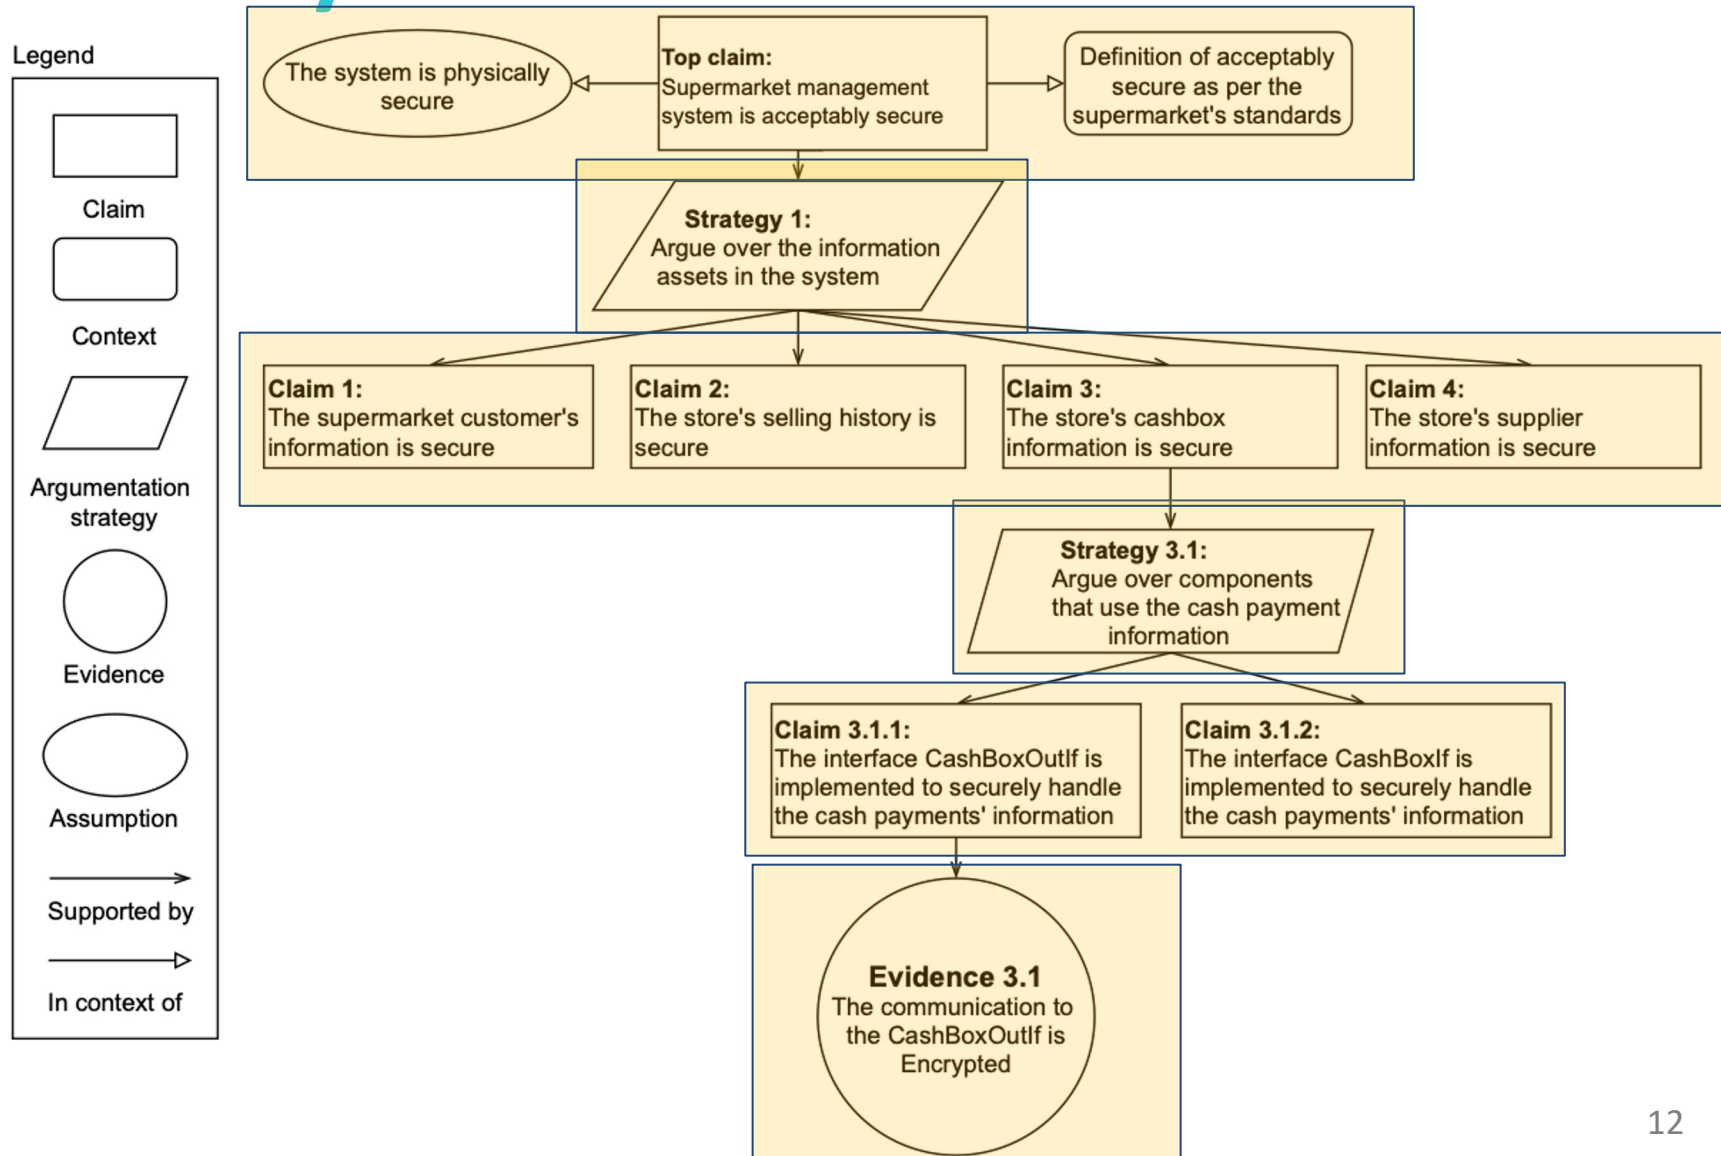 Legend
Claim
Context
Argumentation
strategy
Evidence
Assumption
Supported by
In context of
The system is physically
secure
Top claim:
Supermarket management
system is acceptably secure
Definition of acceptably
secure as per the
supermarket's standards
Strategy 1:
Argue over the information
assets in the system
Claim 1:
The supermarket customer's
information is secure
Claim 2:
The store's selling history is
secure
Claim 3:
The store's cashbox
information is secure
Claim 4:
The store's supplier
information is secure
Strategy 3.1:
Argue over components
that use the cash payment
information
Claim 3.1.1:
The interface CashBoxOutIf is
implemented to securely handle
the cash payments' information
Claim 3.1.2:
The interface CashBoxIf is
implemented to securely handle
the cash payments' information
Evidence 3.1
The communication to
the CashBoxOutIf is
Encrypted
12